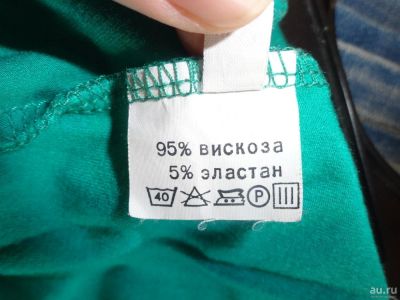 95% вискоза
5% эластан
40 P
au.ru